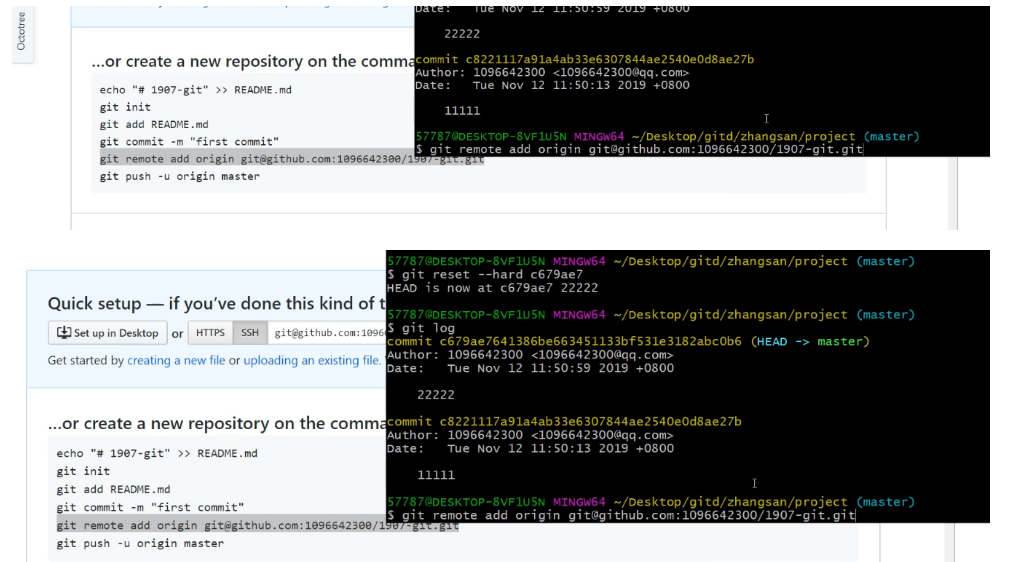 Octotree
Date:   Tue Nov 12 11:50:59 2019 +0800
22222
commit c8221117a91a4ab33e6307844ae2540e0d8ae27b
Author: 1096642300 <1096642300@qq.com>
Date:   Tue Nov 12 11:50:13 2019 +0800
11111
57787@DESKTOP-8VF1U5N MINGW64 ~/Desktop/gitd/zhangsan/project (master)
$ git remote add origin git@github.com:1096642300/1907-git.git
…or create a new repository on the comma
echo "# 1907-git" >> README.md
git init
git add README.md
git commit -m "first commit"
git remote add origin git@github.com:1096642300/1907-git.git
git push -u origin master
57787@DESKTOP-8VF1U5N MINGW64 ~/Desktop/gitd/zhangsan/project (master)
$ git reset --hard c679ae7
HEAD is now at c679ae7 22222
57787@DESKTOP-8VF1U5N MINGW64 ~/Desktop/gitd/zhangsan/project (master)
$ git log
commit c679ae7641386be663451133bf531e3182abc0b6 (HEAD -> master)
Author: 1096642300 <1096642300@qq.com>
Date:   Tue Nov 12 11:50:59 2019 +0800
22222
commit c8221117a91a4ab33e6307844ae2540e0d8ae27b
Author: 1096642300 <1096642300@qq.com>
Date:   Tue Nov 12 11:50:13 2019 +0800
11111
57787@DESKTOP-8VF1U5N MINGW64 ~/Desktop/gitd/zhangsan/project (master)
$ git remote add origin git@github.com:1096642300/1907-git.git
Quick setup — if you've done this kind of t
Set up in Desktop or HTTPS SSH git@github.com:1096
Get started by creating a new file or uploading an existing file.
…or create a new repository on the comma
echo "# 1907-git" >> README.md
git init
git add README.md
git commit -m "first commit"
git remote add origin git@github.com:1096642300/1907-git.git
git push -u origin master